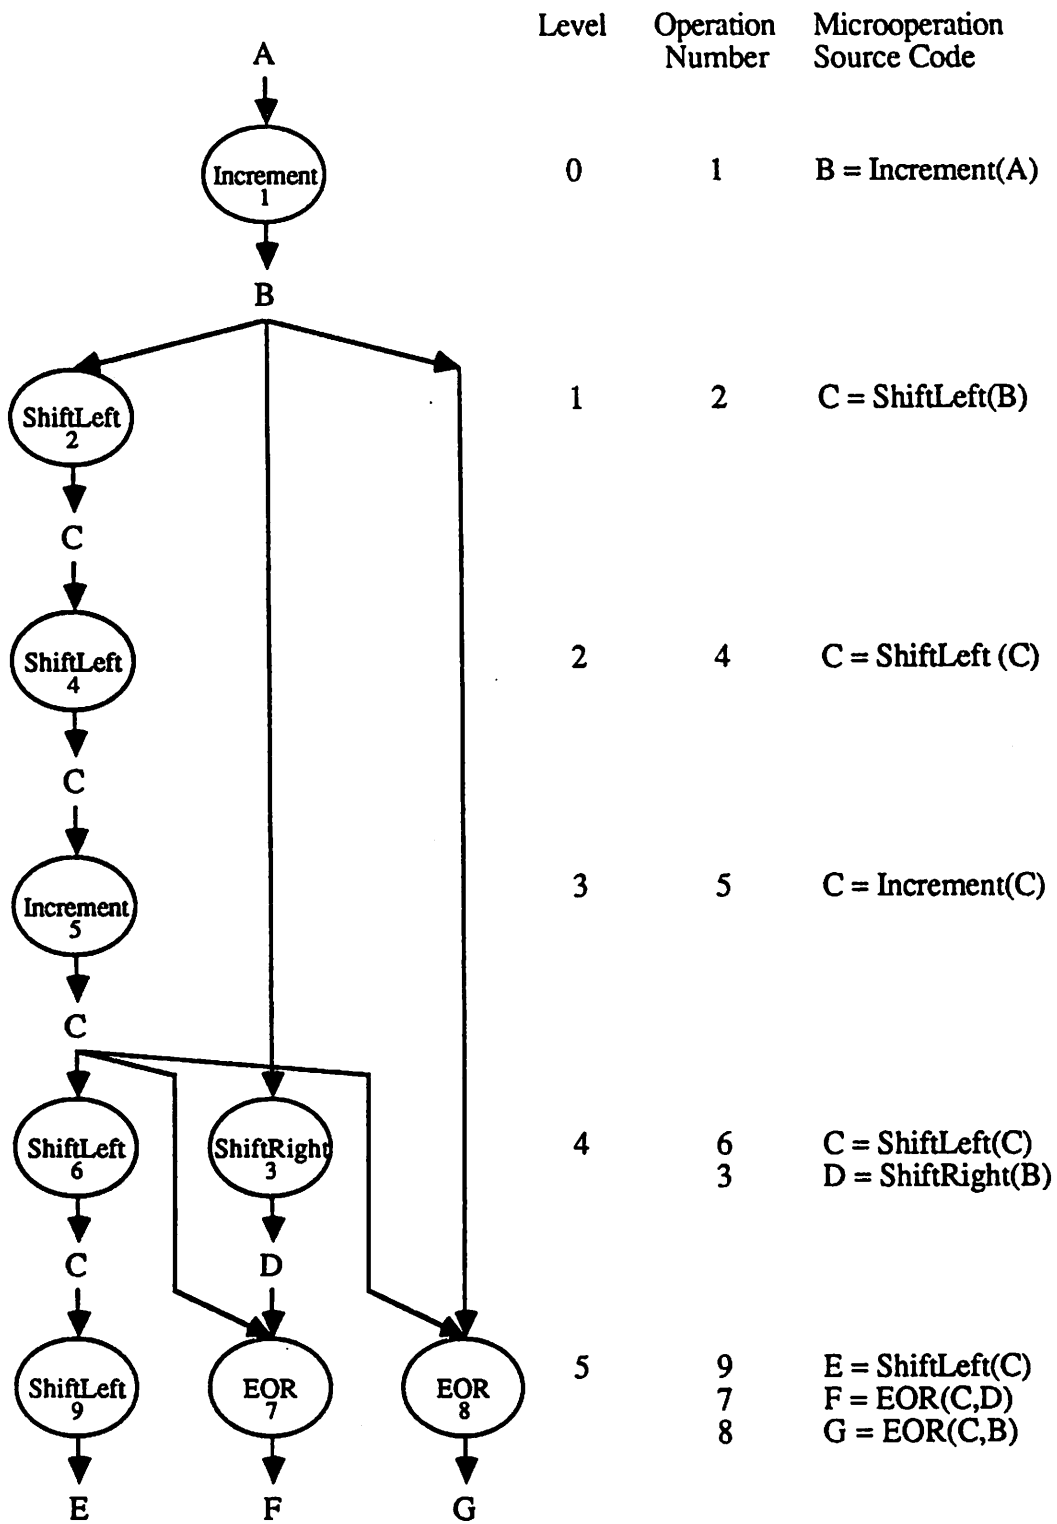 Level Operation Microoperation
Number Source Code
A
Increment
1
0 1 B = Increment(A)
B
ShiftLeft
2
1 2 C = ShiftLeft(B)
C
ShiftLeft
4
2 4 C = ShiftLeft (C)
C
Increment
5
3 5 C = Increment(C)
C
ShiftLeft
6
ShiftRight
3
4 6 C = ShiftLeft(C)
3 D = ShiftRight(B)
C D
ShiftLeft
9
EOR
7
EOR
8
5 9 E = ShiftLeft(C)
7 F = EOR(C,D)
8 G = EOR(C,B)
E F G